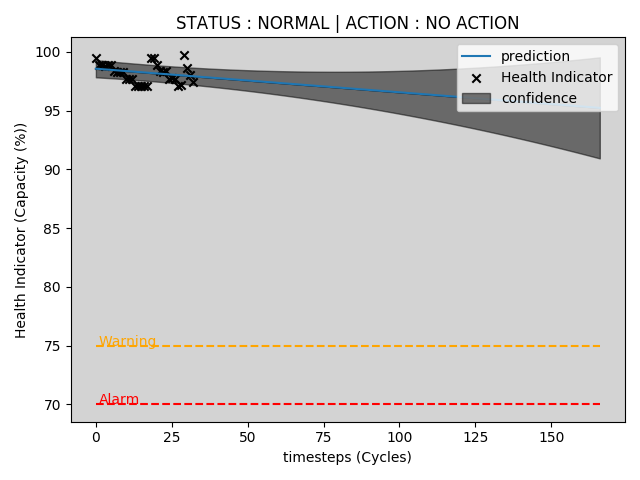 STATUS : NORMAL | ACTION : NO ACTION
prediction
Health Indicator
confidence
Health Indicator (Capacity (%))
100
95
90
85
80
75
70
Warning
Alarm
0 25 50 75 100 125 150
timesteps (Cycles)